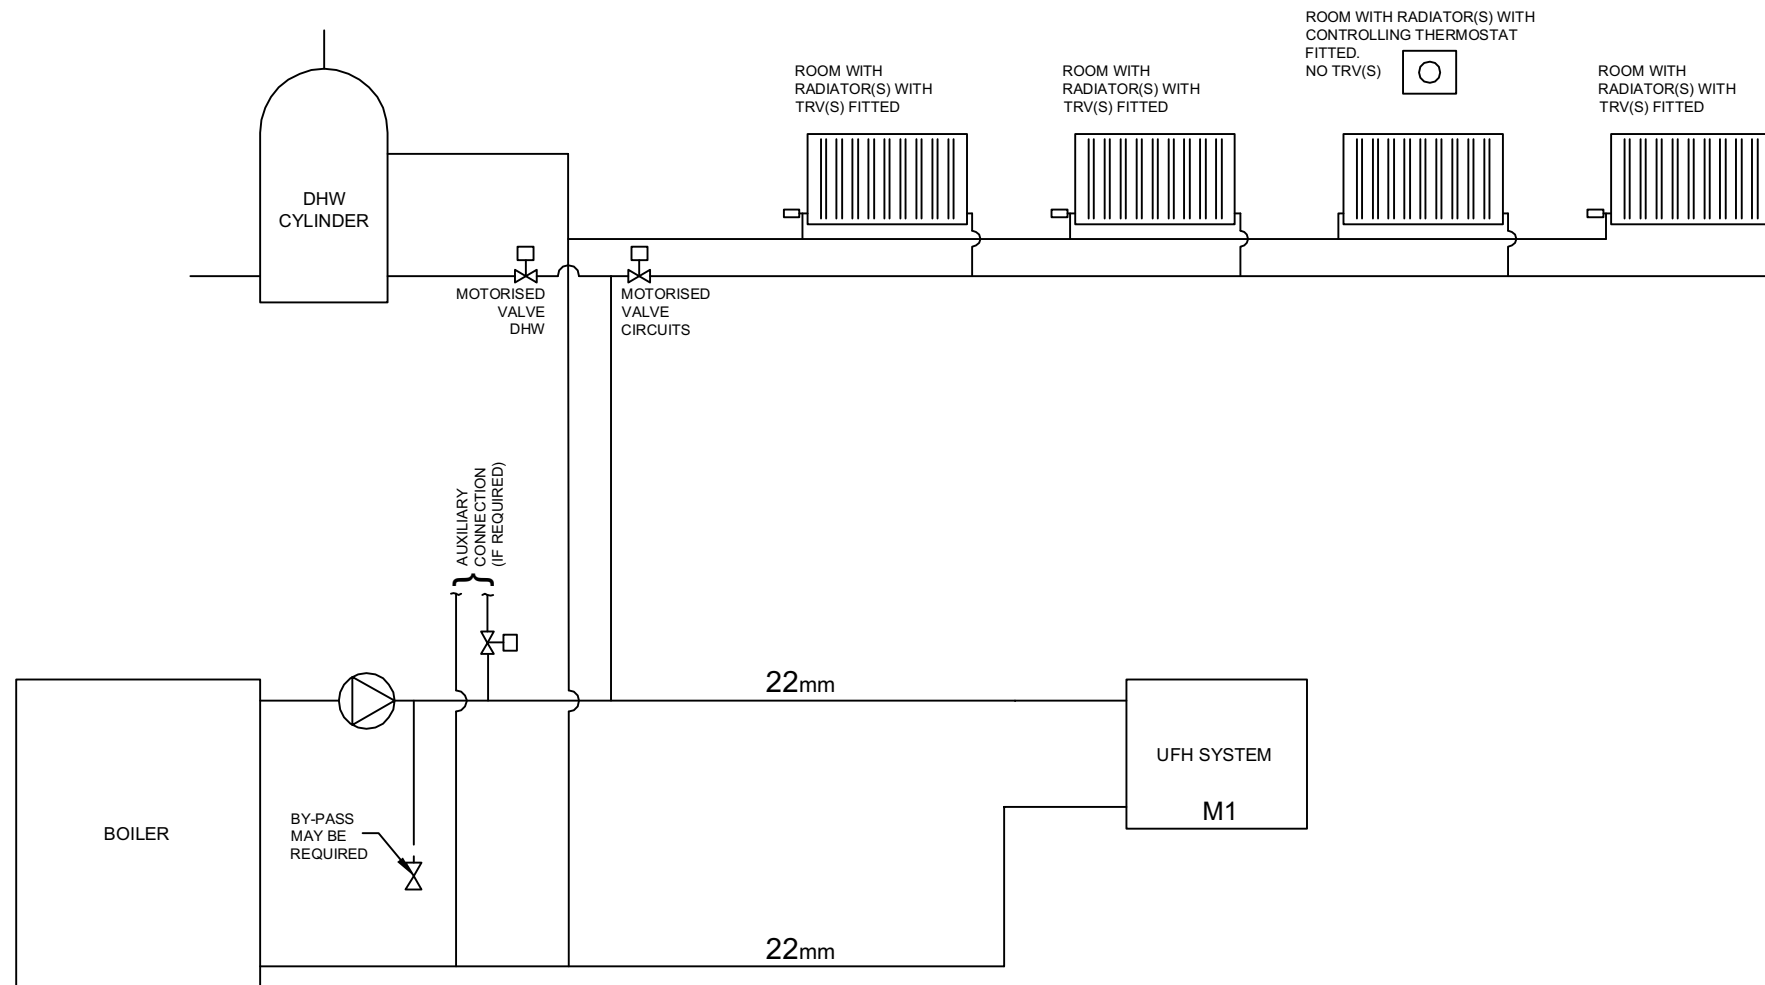 ROOM WITH RADIATOR(S) WITH
CONTROLLING THERMOSTAT
FITTED.
NO TRV(S)
ROOM WITH
RADIATOR(S) WITH
TRV(S) FITTED
ROOM WITH
RADIATOR(S) WITH
TRV(S) FITTED
ROOM WITH
RADIATOR(S) WITH
TRV(S) FITTED
DHW
CYLINDER
MOTORISED
VALVE
DHW
MOTORISED
VALVE
CIRCUITS
AUXILIARY
CONNECTION
(IF REQUIRED)
22mm
UFH SYSTEM
M1
BOILER
BY-PASS
MAY BE
REQUIRED
22mm